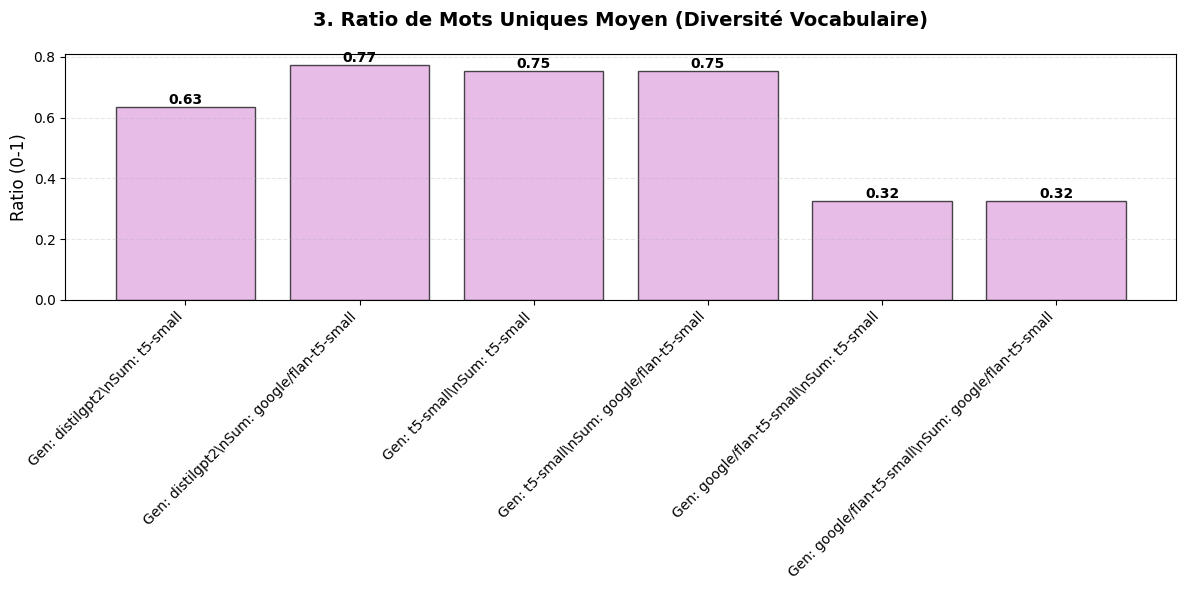 3. Ratio de Mots Uniques Moyen (Diversité Vocabulaire)
Ratio (0-1)
0.8
0.6
0.4
0.2
0.0
0.63
0.77
0.75
0.75
0.32
0.32
Gen: distilgpt2\nSum: t5-small
Gen: distilgpt2\nSum: google/flan-t5-small
Gen: t5-small\nSum: t5-small
Gen: t5-small\nSum: google/flan-t5-small
Gen: google/flan-t5-small\nSum: t5-small
Gen: google/flan-t5-small\nSum: google/flan-t5-small